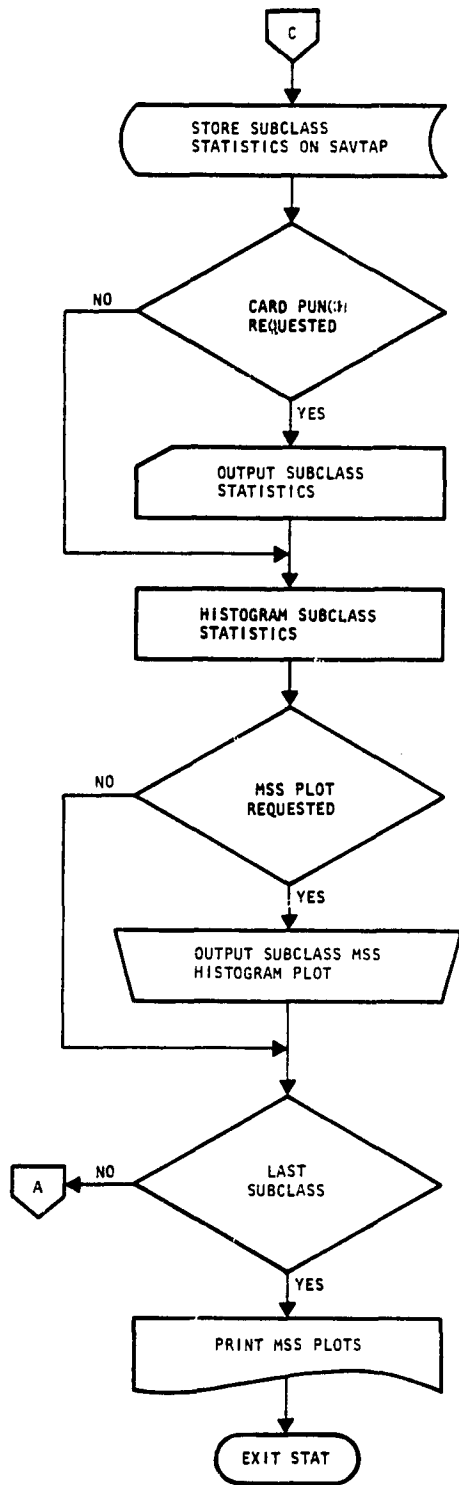 C
STORE SUBCLASS
STATISTICS ON SAVTAP
NO
CARD PUNCH
REQUESTED
YES
OUTPUT SUBCLASS
STATISTICS
HISTOGRAM SUBCLASS
STATISTICS
NO
MSS PLOT
REQUESTED
YES
OUTPUT SUBCLASS MSS
HISTOGRAM PLOT
A
NO
LAST
SUBCLASS
YES
PRINT MSS PLOTS
EXIT STAT